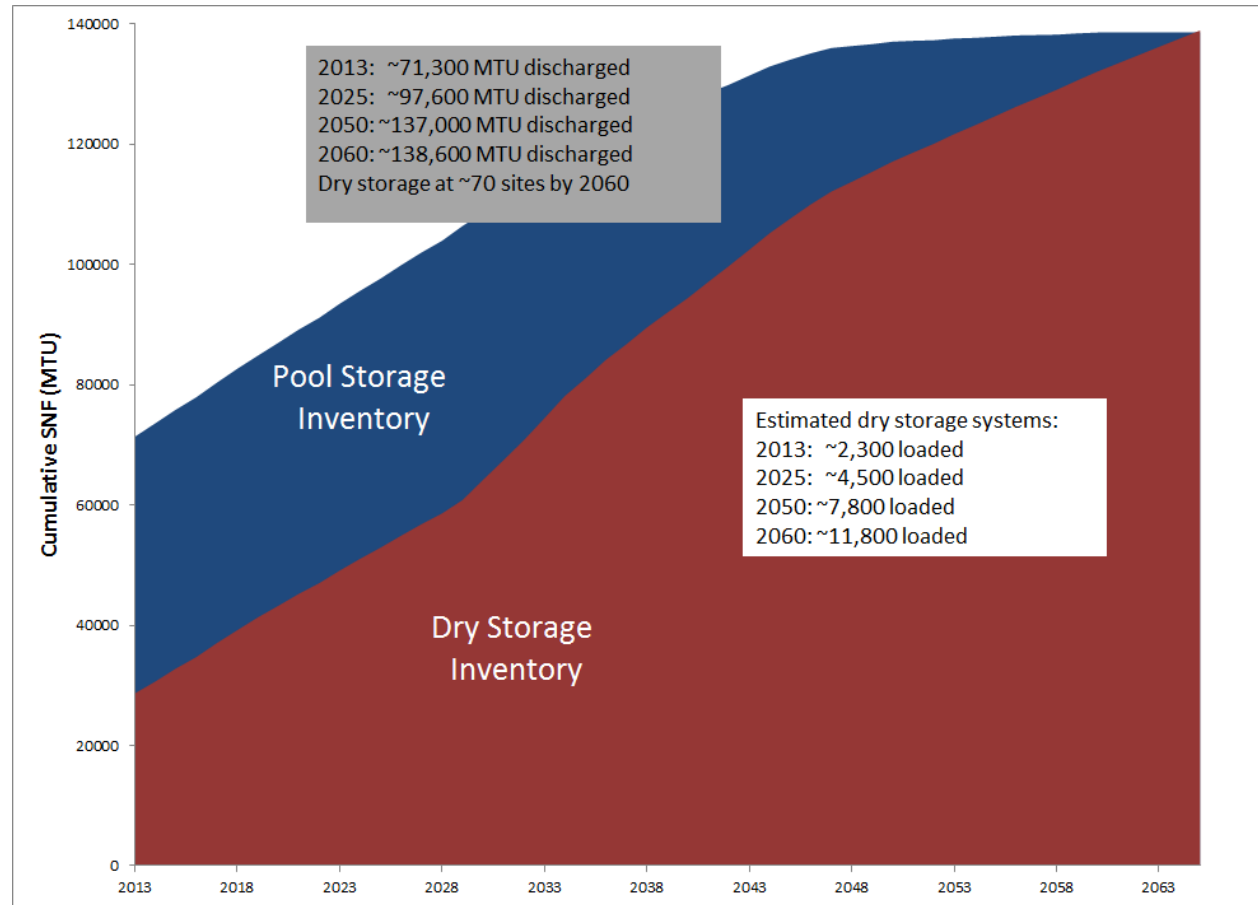 140000
120000
100000
80000
60000
40000
20000
0
Cumulative SNF (MTU)
2013: ~71,300 MTU discharged
2025: ~97,600 MTU discharged
2050: ~137,000 MTU discharged
2060: ~138,600 MTU discharged
Dry storage at ~70 sites by 2060
Pool Storage
Inventory
Estimated dry storage systems:
2013: ~2,300 loaded
2025: ~4,500 loaded
2050: ~7,800 loaded
2060: ~11,800 loaded
Dry Storage
Inventory
2013 2018 2023 2028 2033 2038 2043 2048 2053 2058 2063